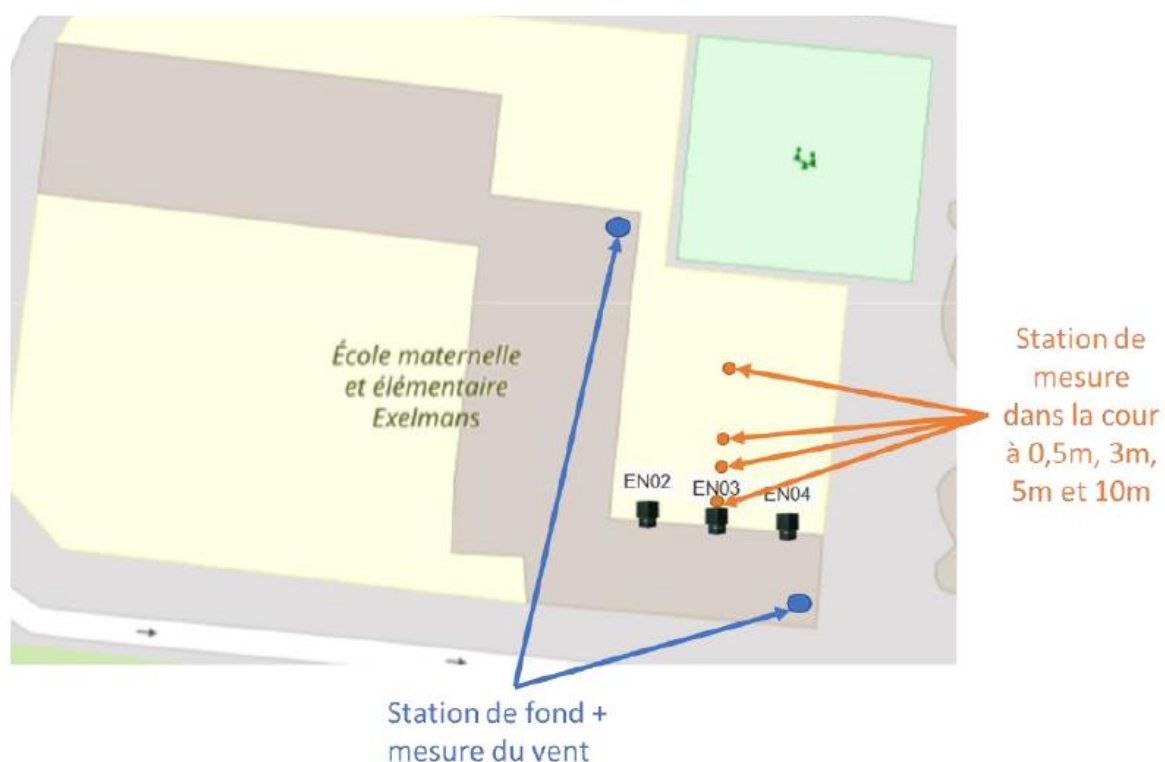 École maternelle
et élémentaire
Exelmans
EN02
EN03
EN04
Station de
mesure
dans la cour
à 0,5m, 3m,
5m et 10m
Station de fond +
mesure du vent